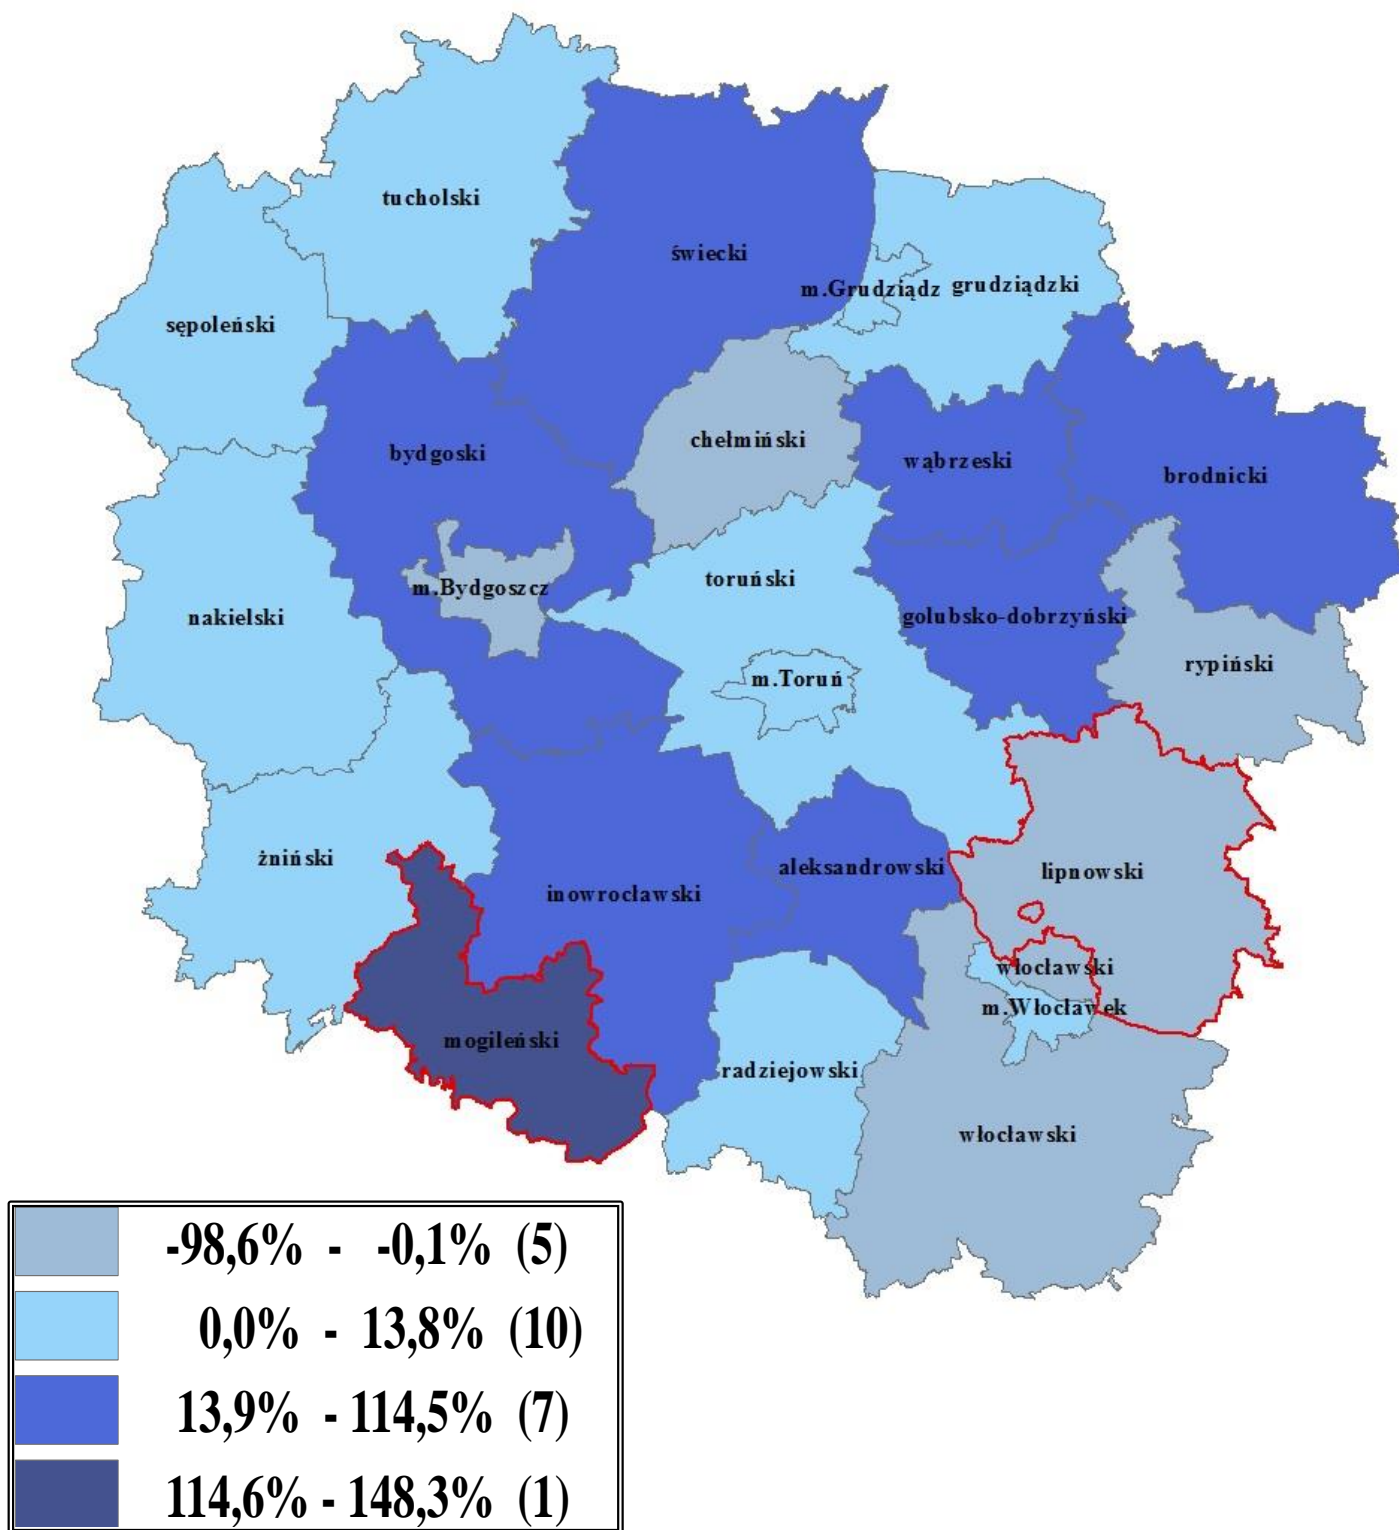 tucholski
świecki
m.Grudziądz
grudziądzki
sępoleński
chełmiński
bydgoski
wąbrzeski
brodnicki
toruński
m.Bydgoszcz
nakielski
golubsko-dobrzyński
rypiński
m.Toruń
żniński
aleksandrowski
lipnowski
inowrocławski
włocławski
m.Włocławek
mogileński
radziejowski
włocławski
-98,6% - -0,1% (5)
0,0% - 13,8% (10)
13,9% - 114,5% (7)
114,6% - 148,3% (1)